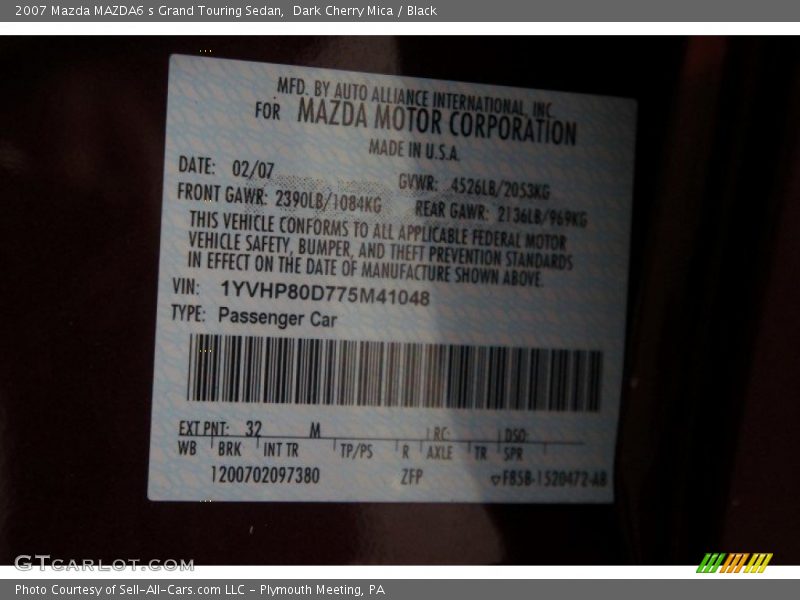 2007 Mazda MAZDA6 s Grand Touring Sedan, Dark Cherry Mica / Black
MFD. BY AUTO ALLIANCE INTERNATIONAL, INC.
FOR MAZDA MOTOR CORPORATION
MADE IN U.S.A.
DATE: 02/07 GVWR: 4526LB/2053KG
FRONT GAWR: 2390LB/1084KG REAR GAWR: 2136LB/969KG
THIS VEHICLE CONFORMS TO ALL APPLICABLE FEDERAL MOTOR
VEHICLE SAFETY, BUMPER, AND THEFT PREVENTION STANDARDS
IN EFFECT ON THE DATE OF MANUFACTURE SHOWN ABOVE.
VIN: 1YVHP80D775M41048
TYPE: Passenger Car
EXT PNT: 32 M RC: DSO:
WB BRK INT TR TP/PS R AXLE TR SPR
1200702097380 ZFP F85B-1520472-AB
GTCARLOT.COM
Photo Courtesy of Sell-All-Cars.com LLC - Plymouth Meeting, PA